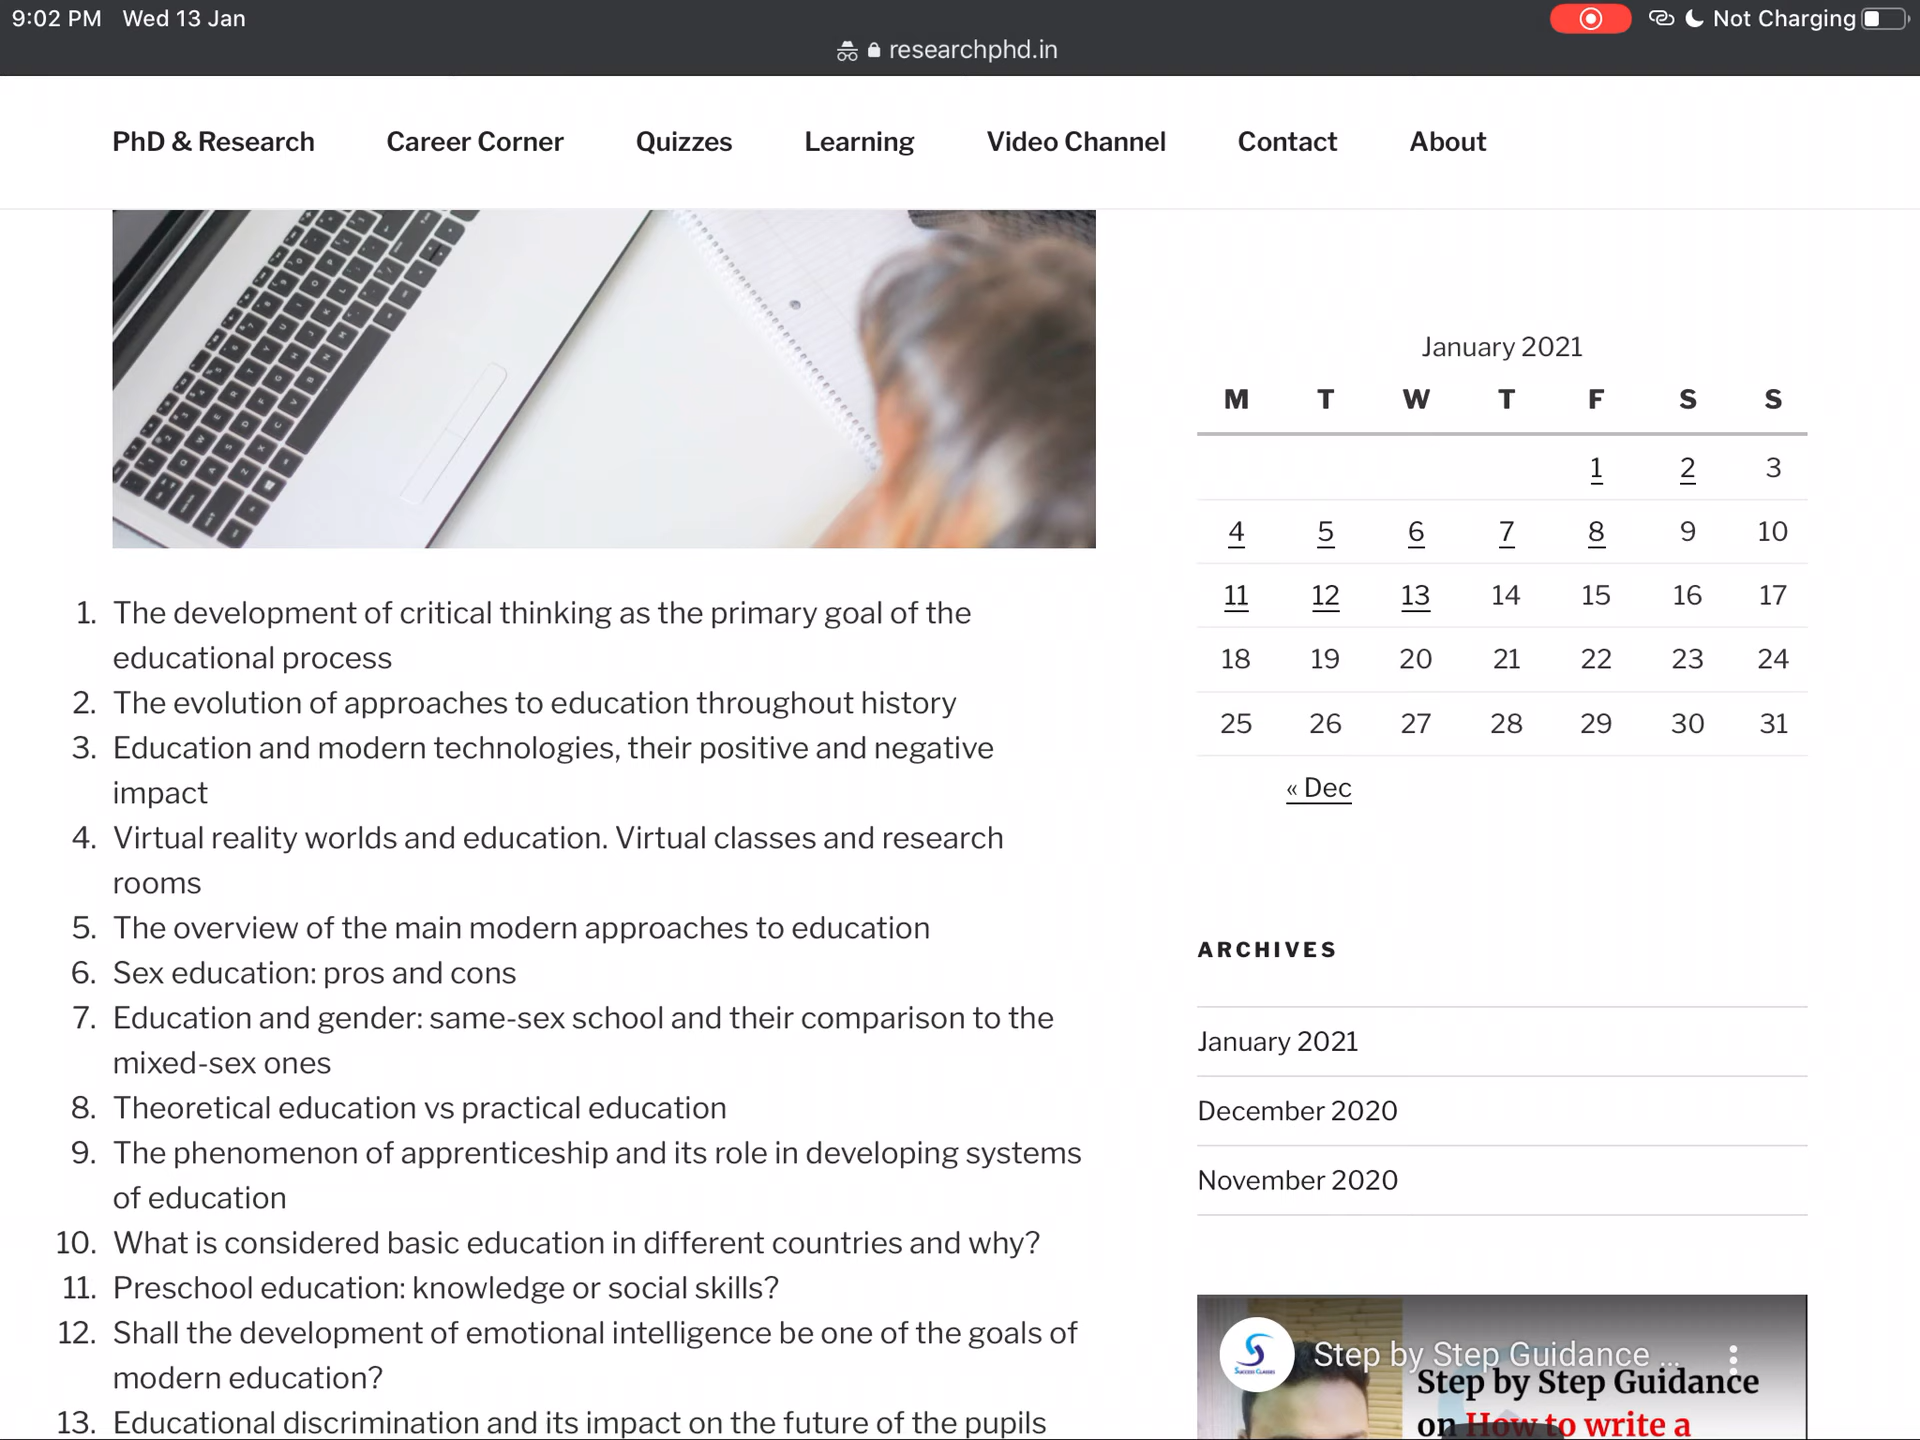 9:02 PM Wed 13 Jan
Not Charging
researchphd.in
PhD & Research Career Corner Quizzes Learning Video Channel Contact About
1. The development of critical thinking as the primary goal of the
educational process
2. The evolution of approaches to education throughout history
3. Education and modern technologies, their positive and negative
impact
4. Virtual reality worlds and education. Virtual classes and research
rooms
5. The overview of the main modern approaches to education
6. Sex education: pros and cons
7. Education and gender: same-sex school and their comparison to the
mixed-sex ones
8. Theoretical education vs practical education
9. The phenomenon of apprenticeship and its role in developing systems
of education
10. What is considered basic education in different countries and why?
11. Preschool education: knowledge or social skills?
12. Shall the development of emotional intelligence be one of the goals of
modern education?
13. Educational discrimination and its impact on the future of the pupils
January 2021
M T W T F S S
1 2 3
4 5 6 7 8 9 10
11 12 13 14 15 16 17
18 19 20 21 22 23 24
25 26 27 28 29 30 31
« Dec
ARCHIVES
January 2021
December 2020
November 2020
Step by Step Guidance ...
Step by Step Guidance
on How to write a